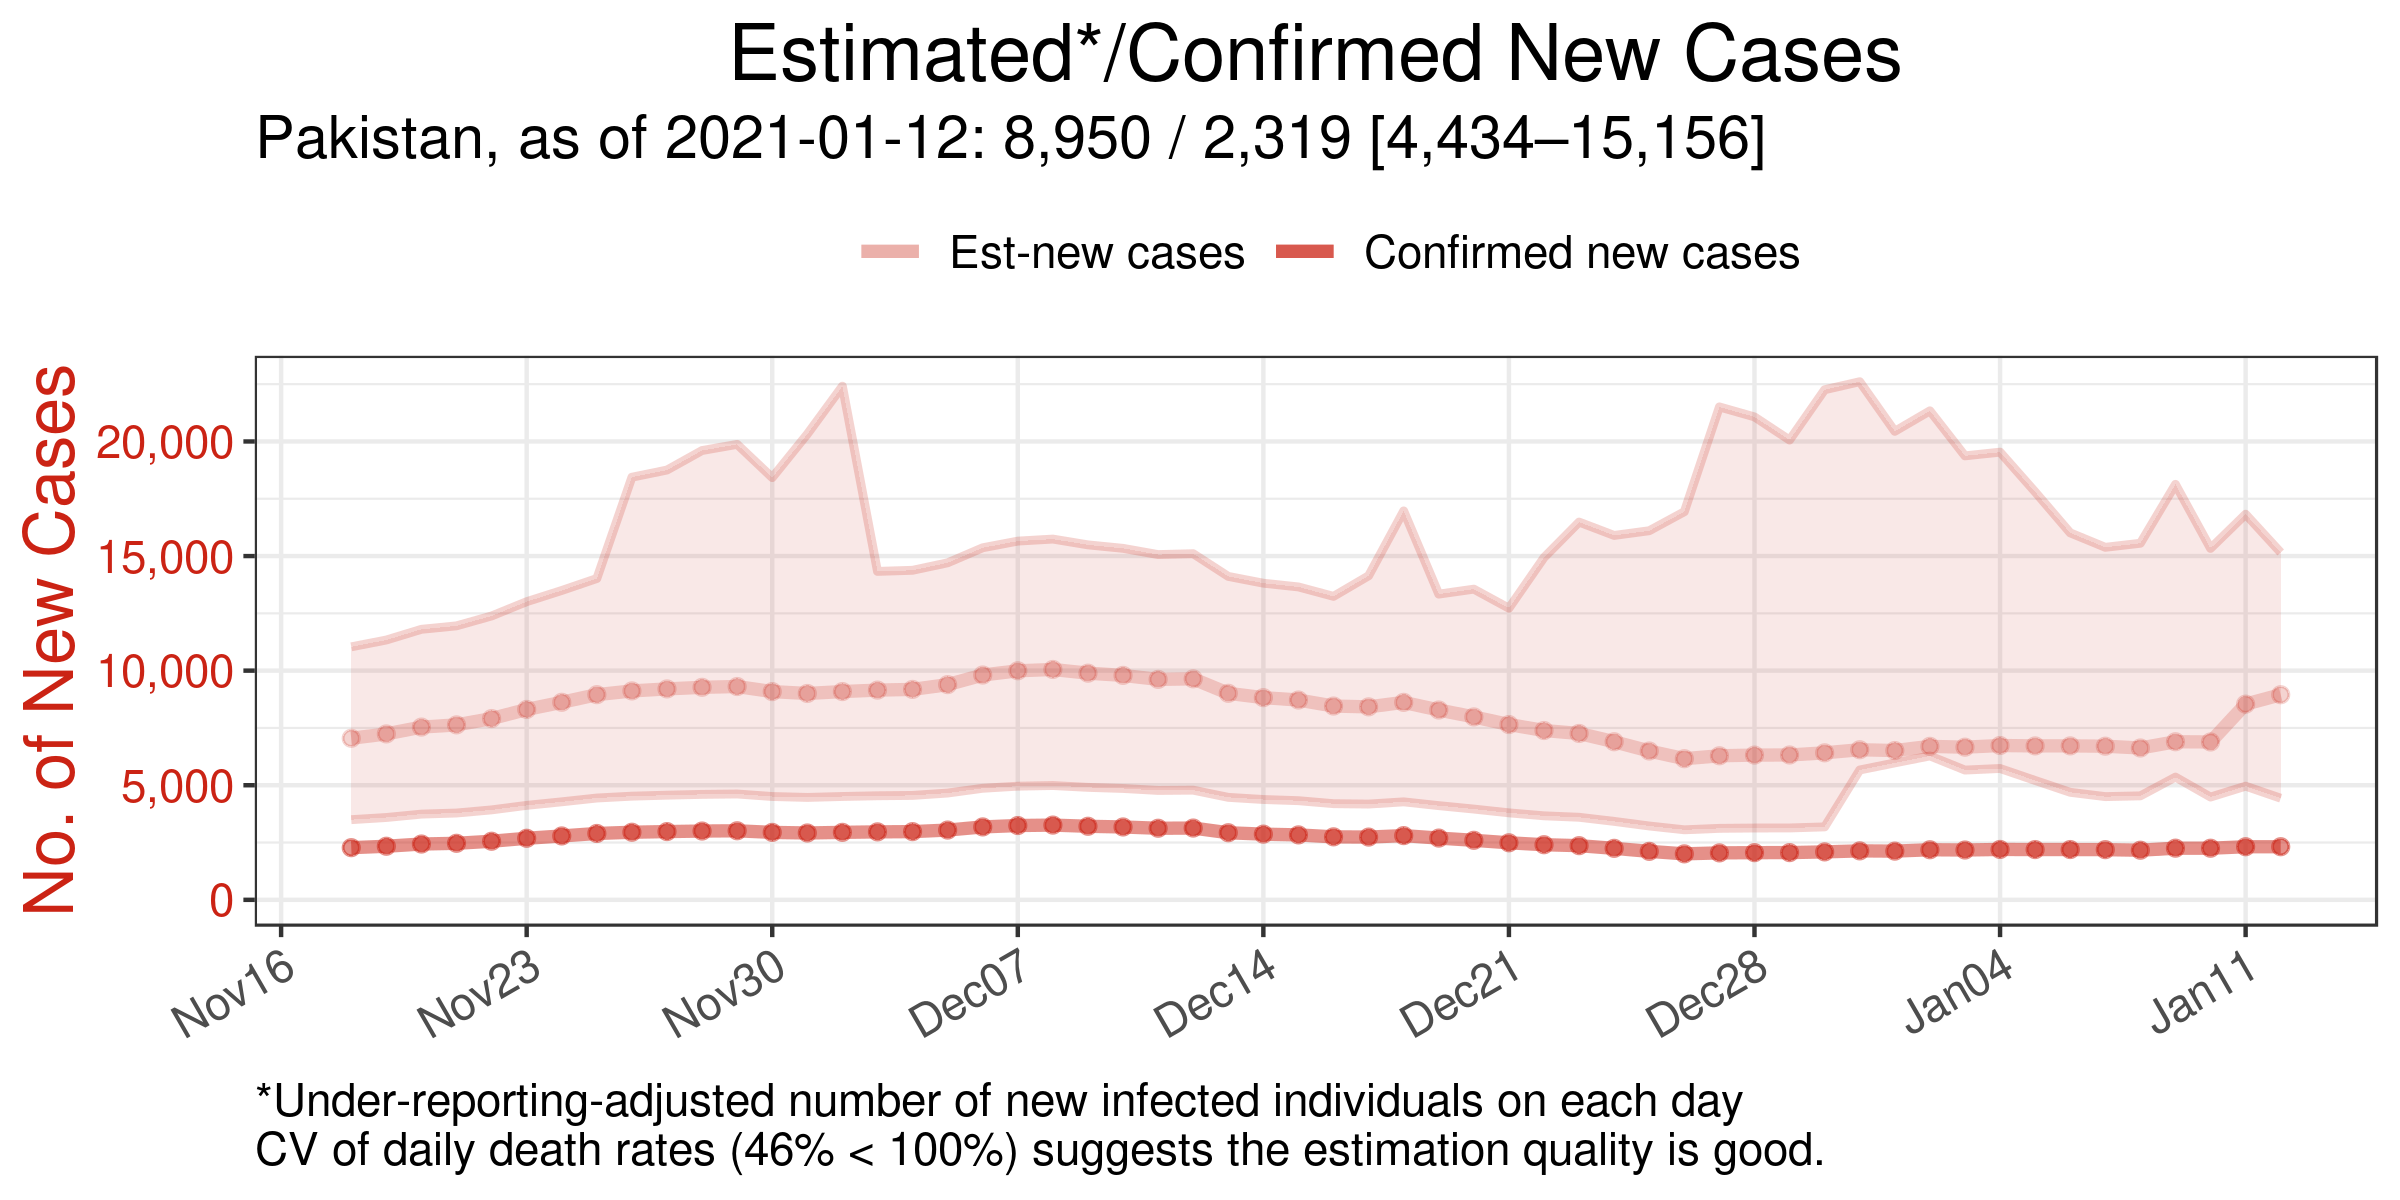 Estimated*/Confirmed New Cases
Pakistan, as of 2021-01-12: 8,950 / 2,319 [4,434–15,156]
Est-new cases
Confirmed new cases
No. of New Cases
20,000
15,000
10,000
5,000
0
Nov16
Nov23
Nov30
Dec07
Dec14
Dec21
Dec28
Jan04
Jan11
*Under-reporting-adjusted number of new infected individuals on each day
CV of daily death rates (46% < 100%) suggests the estimation quality is good.